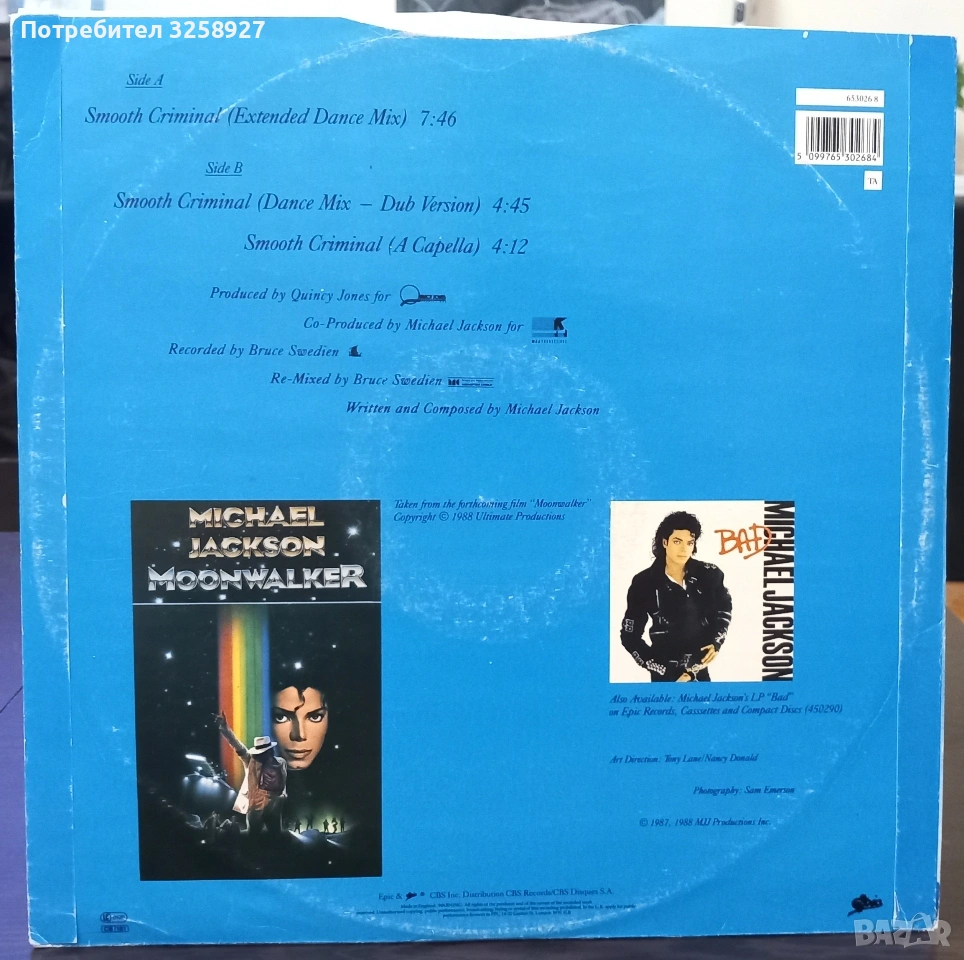 Потребител 3258927
Side A
Smooth Criminal (Extended Dance Mix) 7:46
653026 8
5 099765 302684
TA
Side B
Smooth Criminal (Dance Mix – Dub Version) 4:45
Smooth Criminal (A Capella) 4:12
Produced by Quincy Jones for
Co-Produced by Michael Jackson for
Recorded by Bruce Swedien
Re-Mixed by Bruce Swedien
Written and Composed by Michael Jackson
Taken from the forthcoming film "Moonwalker"
Copyright © 1988 Ultimate Productions
MICHAEL
JACKSON
MOONWALKER
BAD
MICHAEL JACKSON
Also Available: Michael Jackson's LP "Bad"
on Epic Records, Casssettes and Compact Discs (450290)
Art Direction: Tony Lane/Nancy Donald
Photography: Sam Emerson
© 1987, 1988 MJJ Productions Inc.
Epic & CBS Inc. Distribution CBS Records/CBS Disques S.A.
Epic
BAZAR